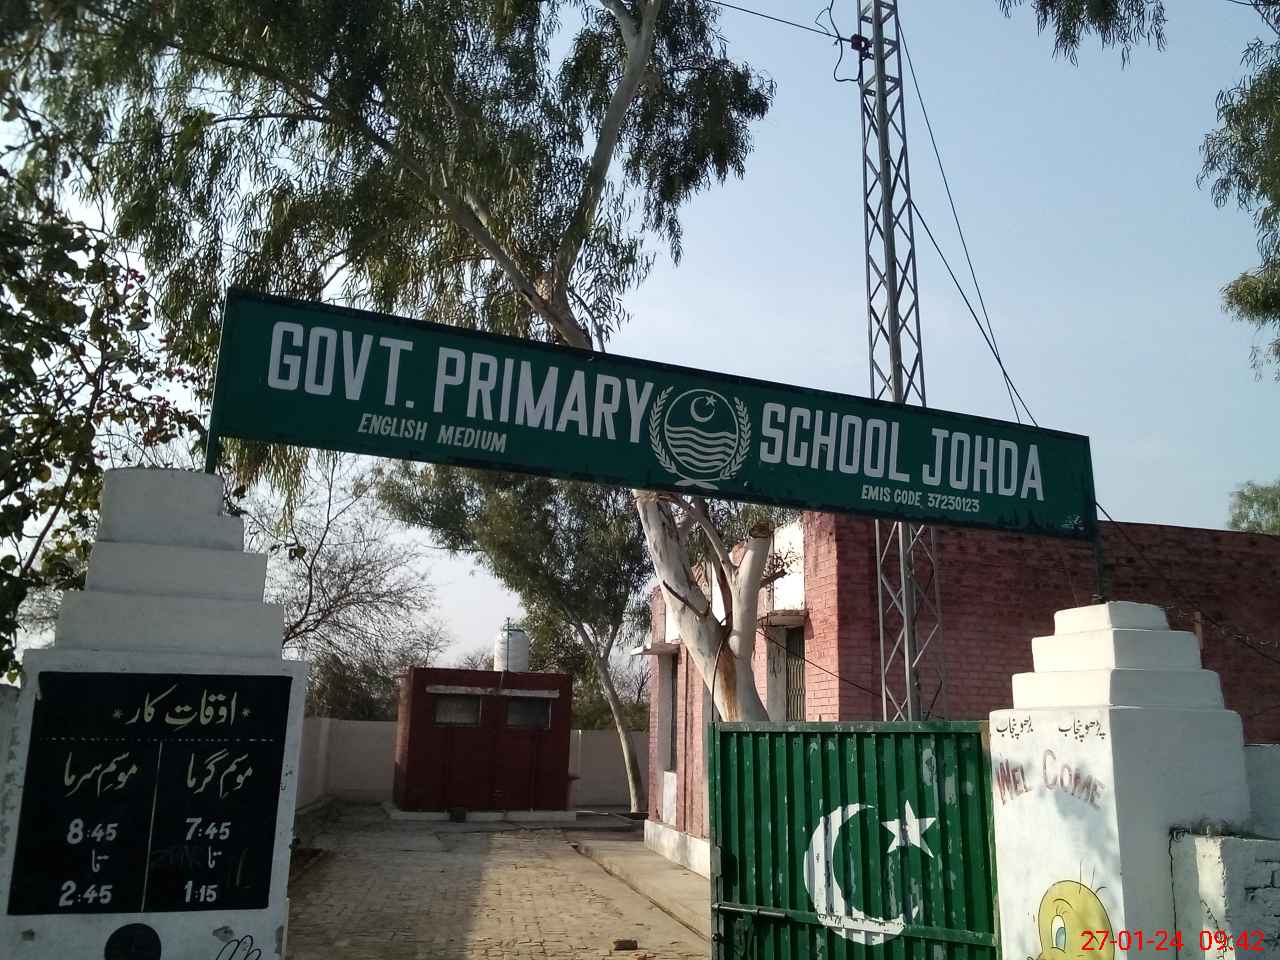 GOVT. PRIMARY SCHOOL JOHDA
ENGLISH MEDIUM
EMIS CODE 37230123
اوقاتِ کار
موسمِ گرما
7:45
تا
1:15
موسمِ سرما
8:45
تا
2:45
پڑھو پنجاب بڑھو پنجاب
WEL COME
27-01-24 09:42